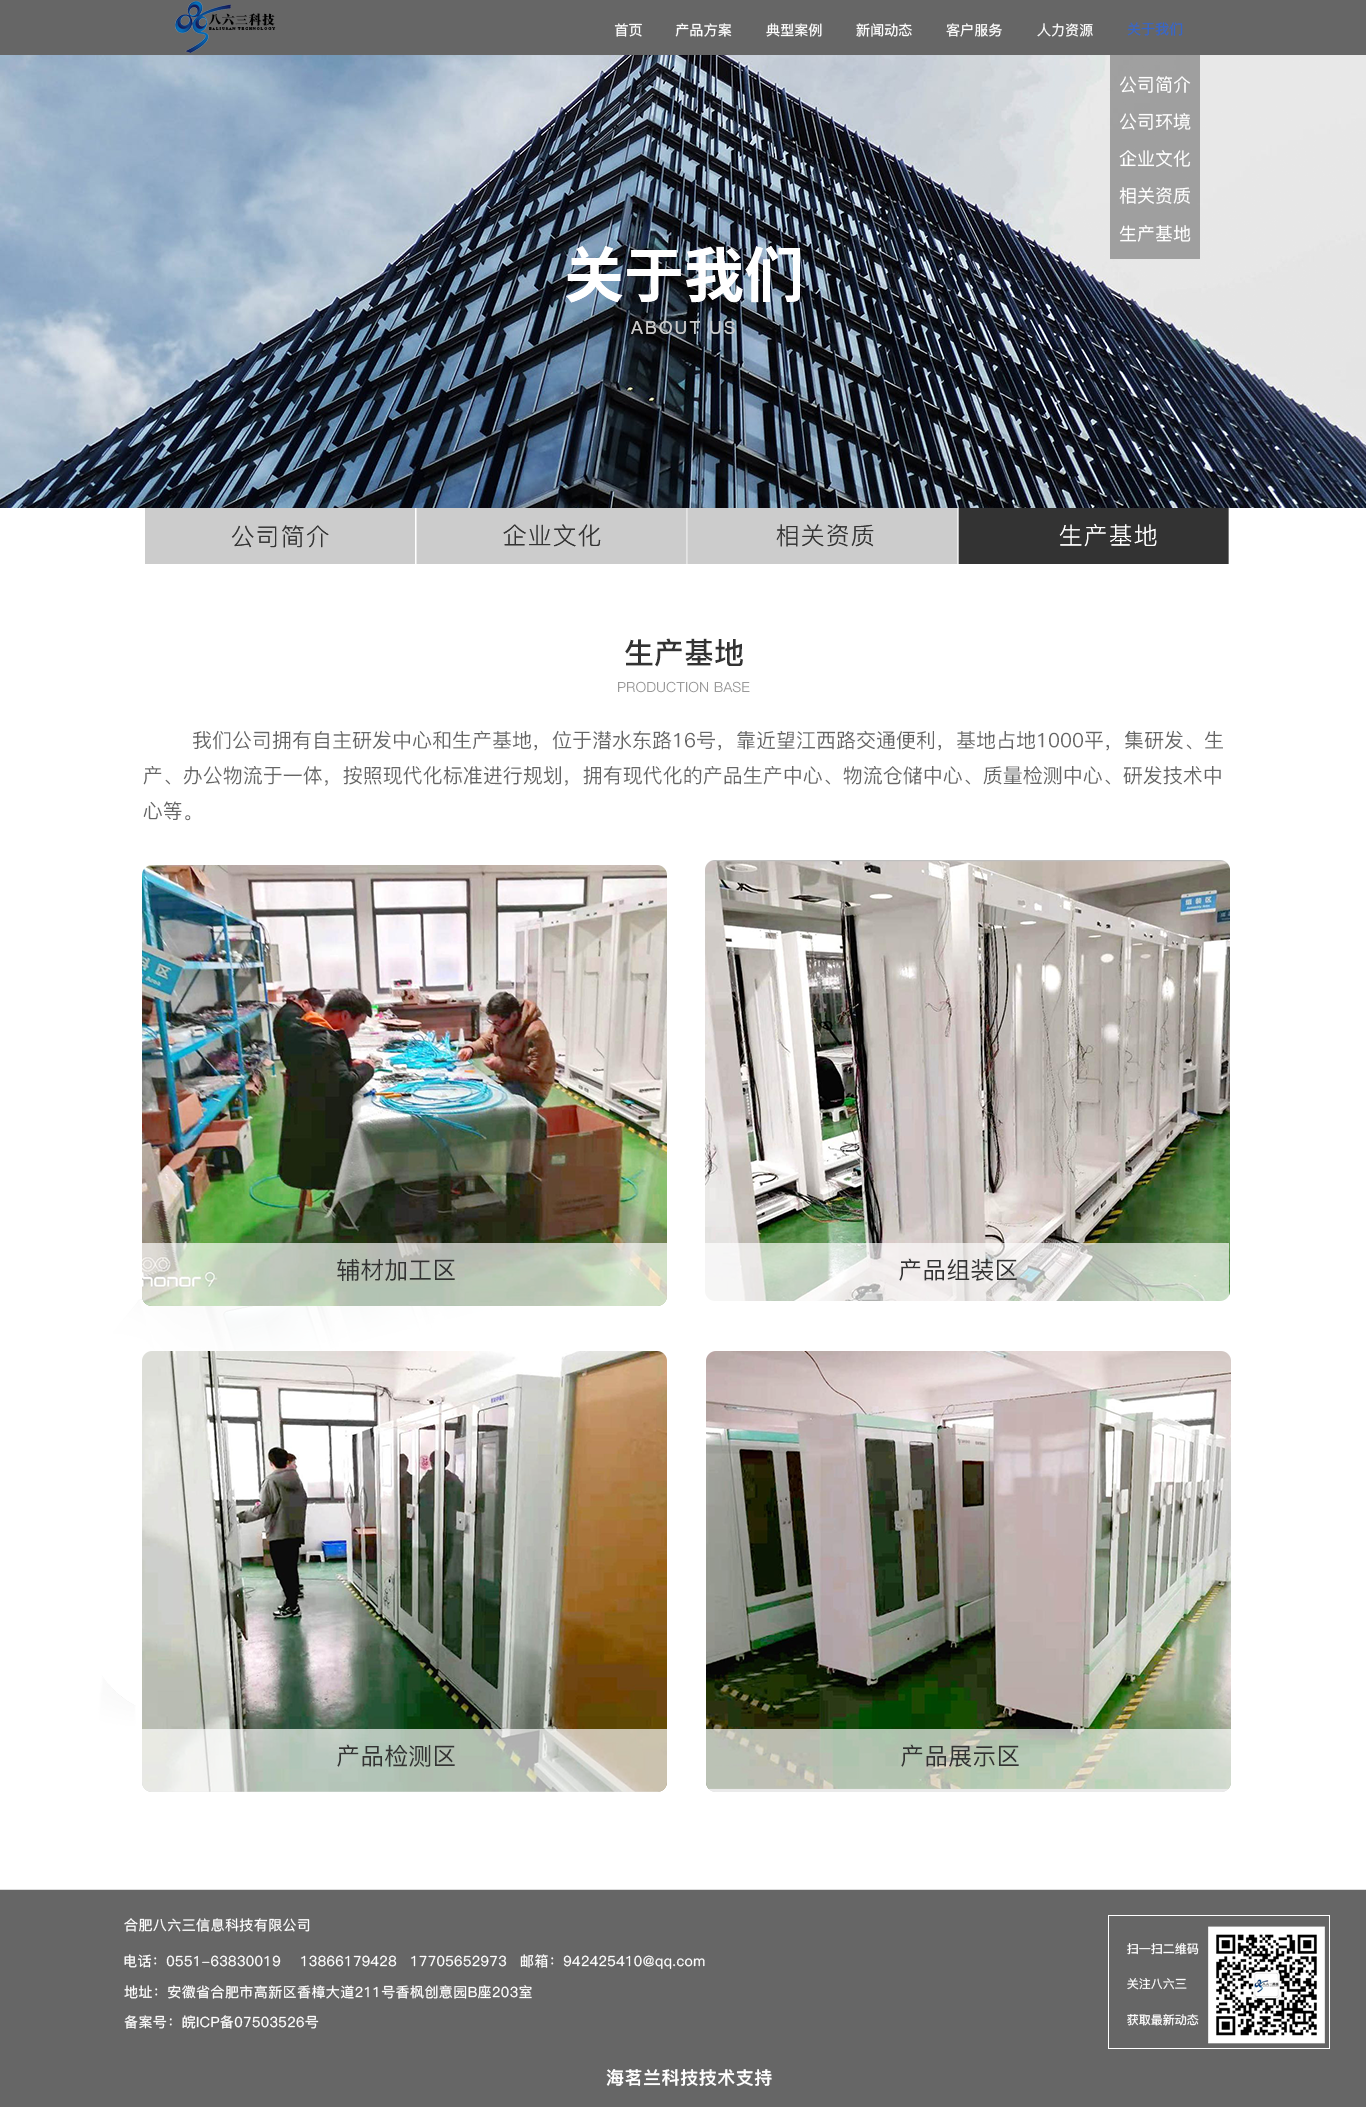 八六三科技
BALIUSAN TECHNOLOGY
首页 产品方案 典型案例 新闻动态 客户服务 人力资源 关于我们
公司简介
公司环境
企业文化
相关资质
生产基地
关于我们
ABOUT US
公司简介 企业文化 相关资质 生产基地
生产基地
PRODUCTION BASE
我们公司拥有自主研发中心和生产基地，位于潜水东路16号，靠近望江西路交通便利，基地占地1000平，集研发、生
产、办公物流于一体，按照现代化标准进行规划，拥有现代化的产品生产中心、物流仓储中心、质量检测中心、研发技术中
心等。
料区
Area
组装区
honor 9
辅材加工区
产品组装区
产品检测区
产品展示区
合肥八六三信息科技有限公司
电话：0551-63830019 13866179428 17705652973 邮箱：942425410@qq.com
地址：安徽省合肥市高新区香樟大道211号香枫创意园B座203室
备案号：皖ICP备07503526号
扫一扫二维码
关注八六三
获取最新动态
海茗兰科技技术支持